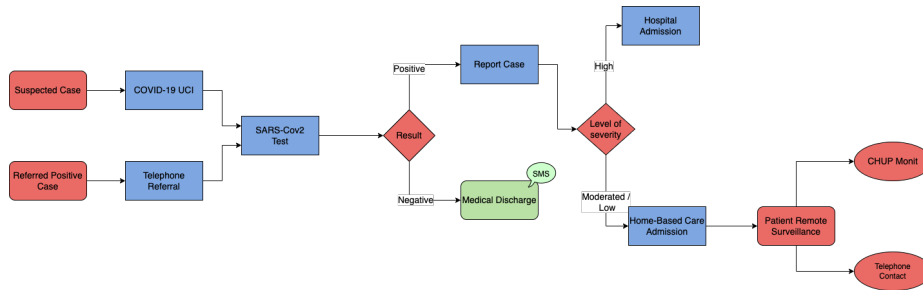 Hospital
Admission
Positive
Report Case
High
Suspected Case
COVID-19 UCI
SARS-Cov2
Test
Result
Level of
severity
SMS
CHUP Monit
Referred Positive
Case
Telephone
Referral
Negative
Medical Discharge
Moderated /
Low
Home-Based Care
Admission
Patient Remote
Surveillance
Telephone
Contact